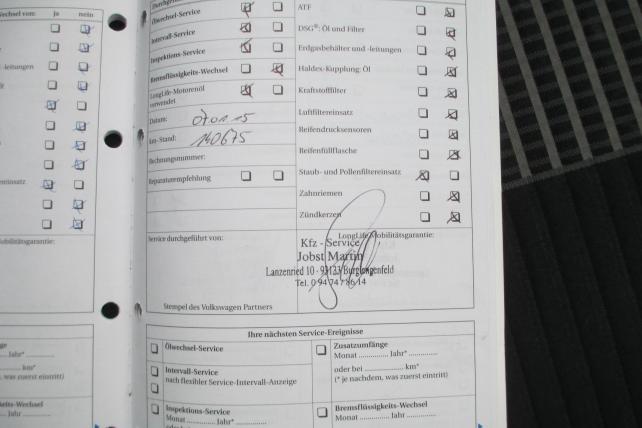 wechsel von: ja nein
-leitungen
einsatz
obilitätsgarantie:
Ölwechsel-Service
Intervall-Service
Inspektions-Service
Bremsflüssigkeits-Wechsel
LongLife-Motorenöl
verwendet
Datum: 07.01.15
km-Stand: 140675
Rechnungsnummer:
Reparaturempfehlung
Service durchgeführt von:
Stempel des Volkswagen Partners
ATF
DSG®: Öl und Filter
Erdgasbehälter und -leitungen
Haldex-Kupplung: Öl
Kraftstofffilter
Luftfiltereinsatz
Reifendrucksensoren
Reifenfüllflasche
Staub- und Pollenfiltereinsatz
Zahnriemen
Zündkerzen
LongLife Mobilitätsgarantie:
Kfz - Service
Jobst Martin
Lanzenried 10 · 93133 Burglengenfeld
Tel. 0 94 74 / 86 14
Ihre nächsten Service-Ereignisse
Ölwechsel-Service
Intervall-Service
nach flexibler Service-Intervall-Anzeige
Inspektions-Service
Monat ............... Jahr* ...............
Zusatzumfänge
Monat ............... Jahr* ...............
oder bei .................... km*
(* je nachdem, was zuerst eintritt)
Bremsflüssigkeits-Wechsel
Monat ............... Jahr ...............
Jahr* ...............
km*
, was zuerst eintritt)
keits-Wechsel
Jahr ...............